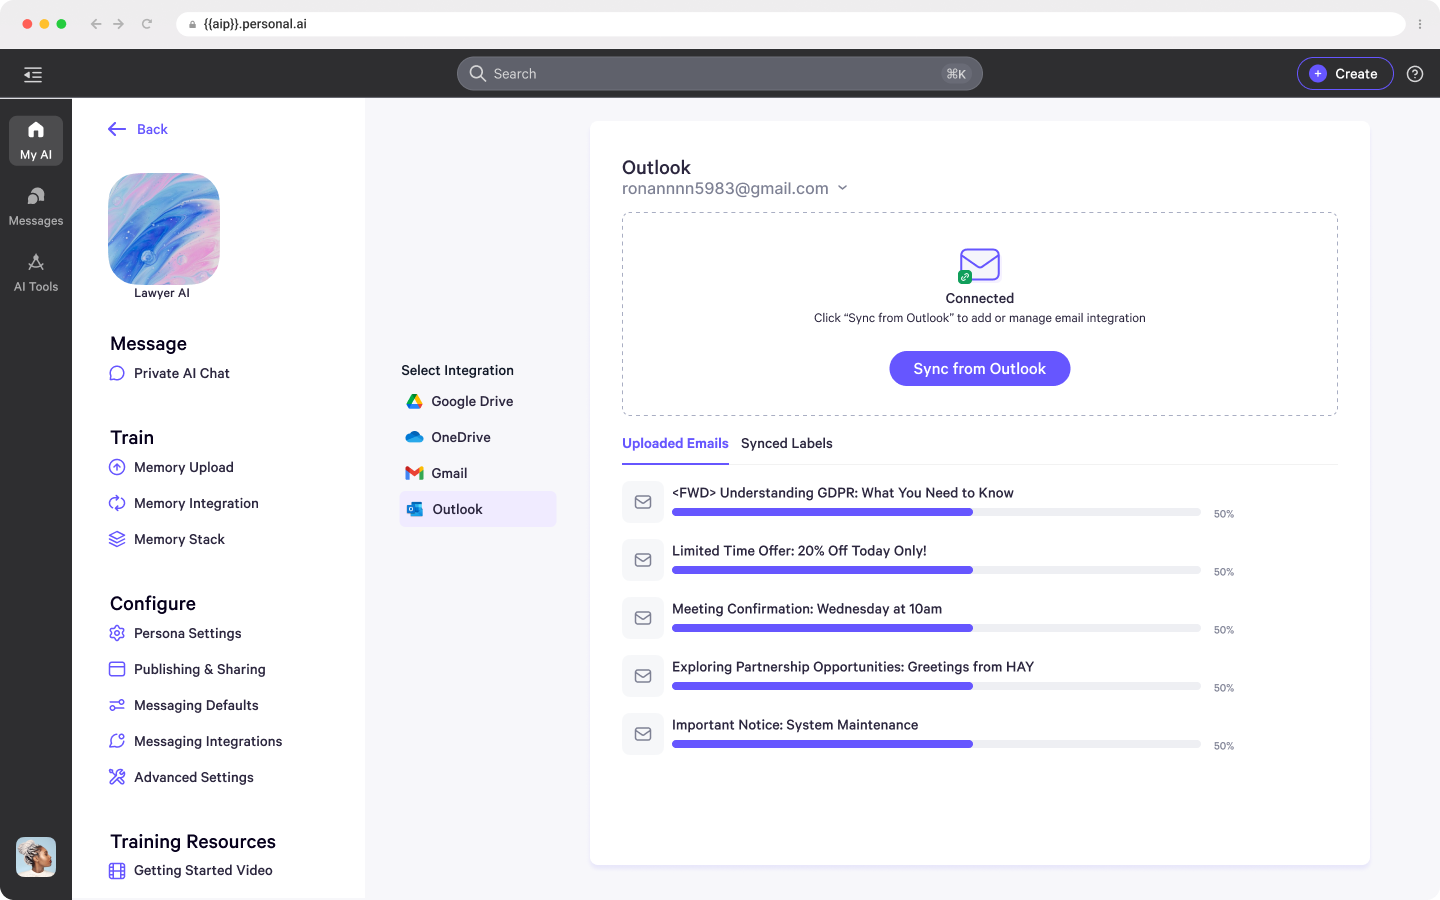 {{aip}}.personal.ai
Search
⌘K
+ Create
My AI
Messages
AI Tools
Back
Lawyer AI
Message
Private AI Chat
Train
Memory Upload
Memory Integration
Memory Stack
Configure
Persona Settings
Publishing & Sharing
Messaging Defaults
Messaging Integrations
Advanced Settings
Training Resources
Getting Started Video
Select Integration
Google Drive
OneDrive
Gmail
Outlook
Outlook
ronannnn5983@gmail.com
Connected
Click “Sync from Outlook” to add or manage email integration
Sync from Outlook
Uploaded Emails Synced Labels
<FWD> Understanding GDPR: What You Need to Know
50%
Limited Time Offer: 20% Off Today Only!
50%
Meeting Confirmation: Wednesday at 10am
50%
Exploring Partnership Opportunities: Greetings from HAY
50%
Important Notice: System Maintenance
50%